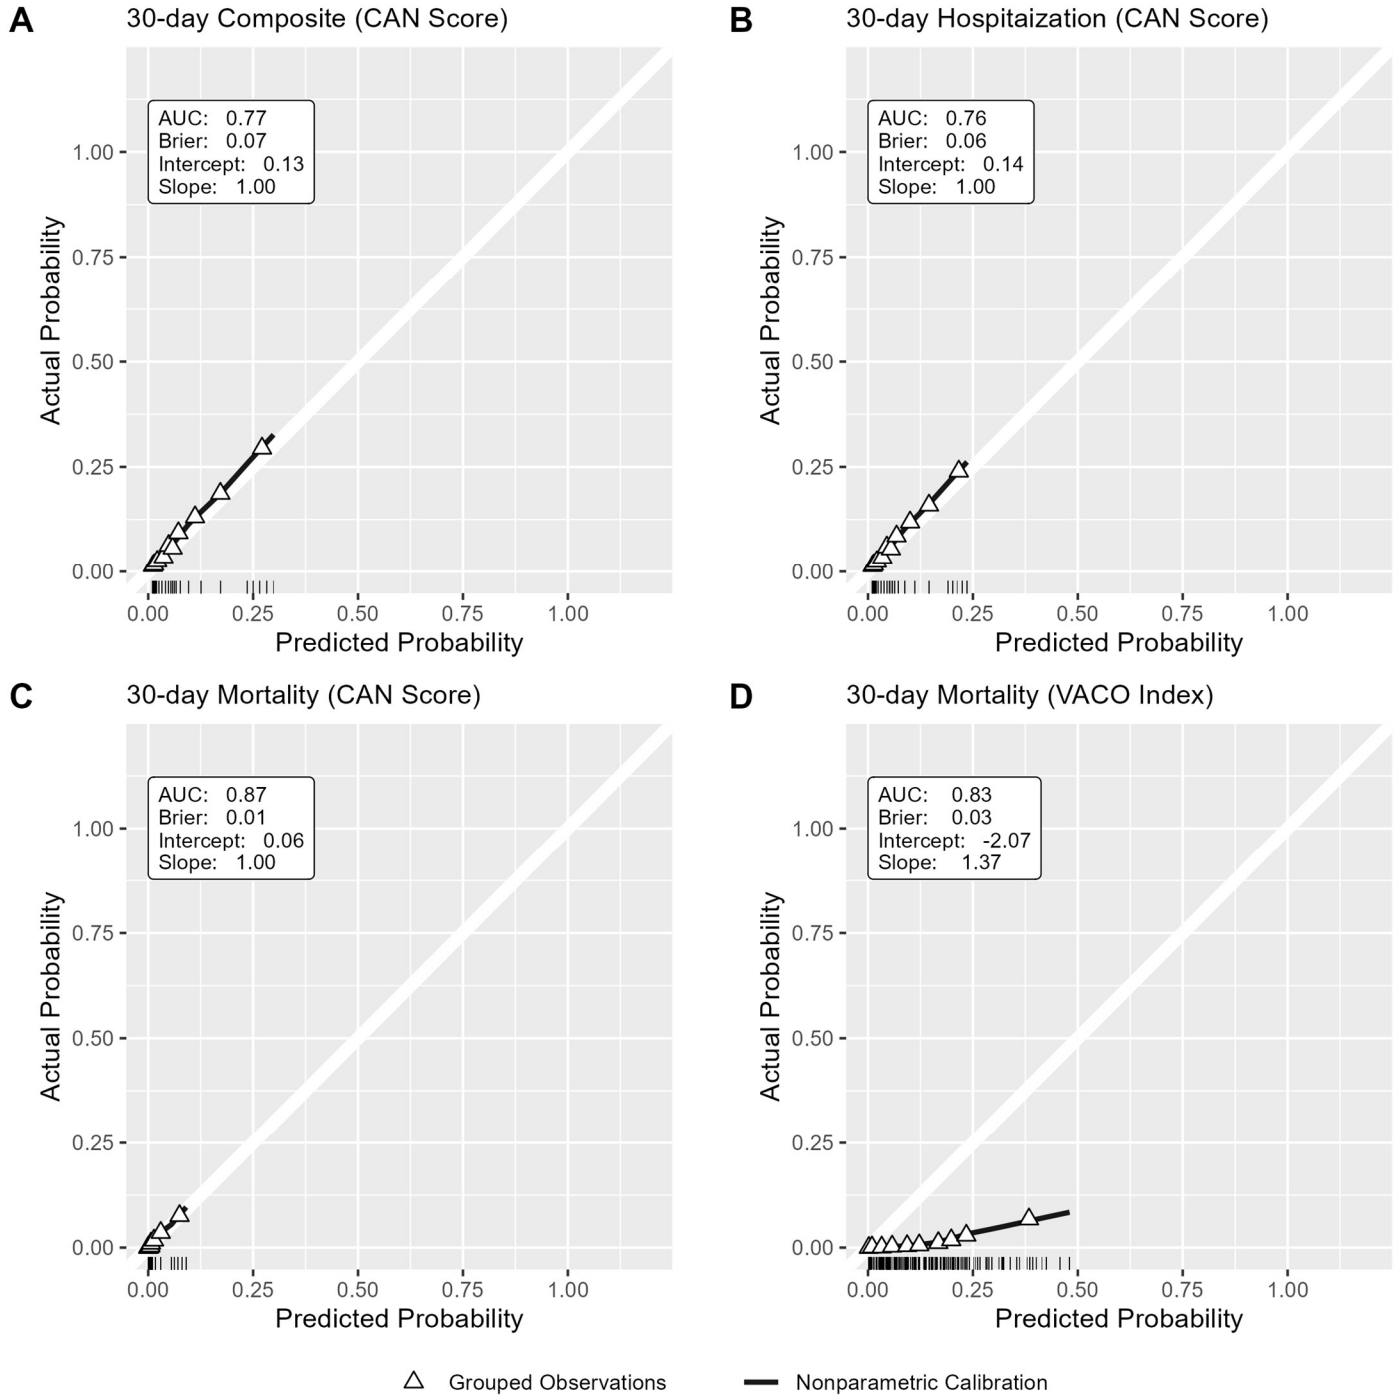 A
30-day Composite (CAN Score)
AUC: 0.77
Brier: 0.07
Intercept: 0.13
Slope: 1.00
Actual Probability
1.00
0.75
0.50
0.25
0.00
0.00 0.25 0.50 0.75 1.00
Predicted Probability
B
30-day Hospitaization (CAN Score)
AUC: 0.76
Brier: 0.06
Intercept: 0.14
Slope: 1.00
Actual Probability
1.00
0.75
0.50
0.25
0.00
0.00 0.25 0.50 0.75 1.00
Predicted Probability
C
30-day Mortality (CAN Score)
AUC: 0.87
Brier: 0.01
Intercept: 0.06
Slope: 1.00
Actual Probability
1.00
0.75
0.50
0.25
0.00
0.00 0.25 0.50 0.75 1.00
Predicted Probability
D
30-day Mortality (VACO Index)
AUC: 0.83
Brier: 0.03
Intercept: -2.07
Slope: 1.37
Actual Probability
1.00
0.75
0.50
0.25
0.00
0.00 0.25 0.50 0.75 1.00
Predicted Probability
Grouped Observations
Nonparametric Calibration